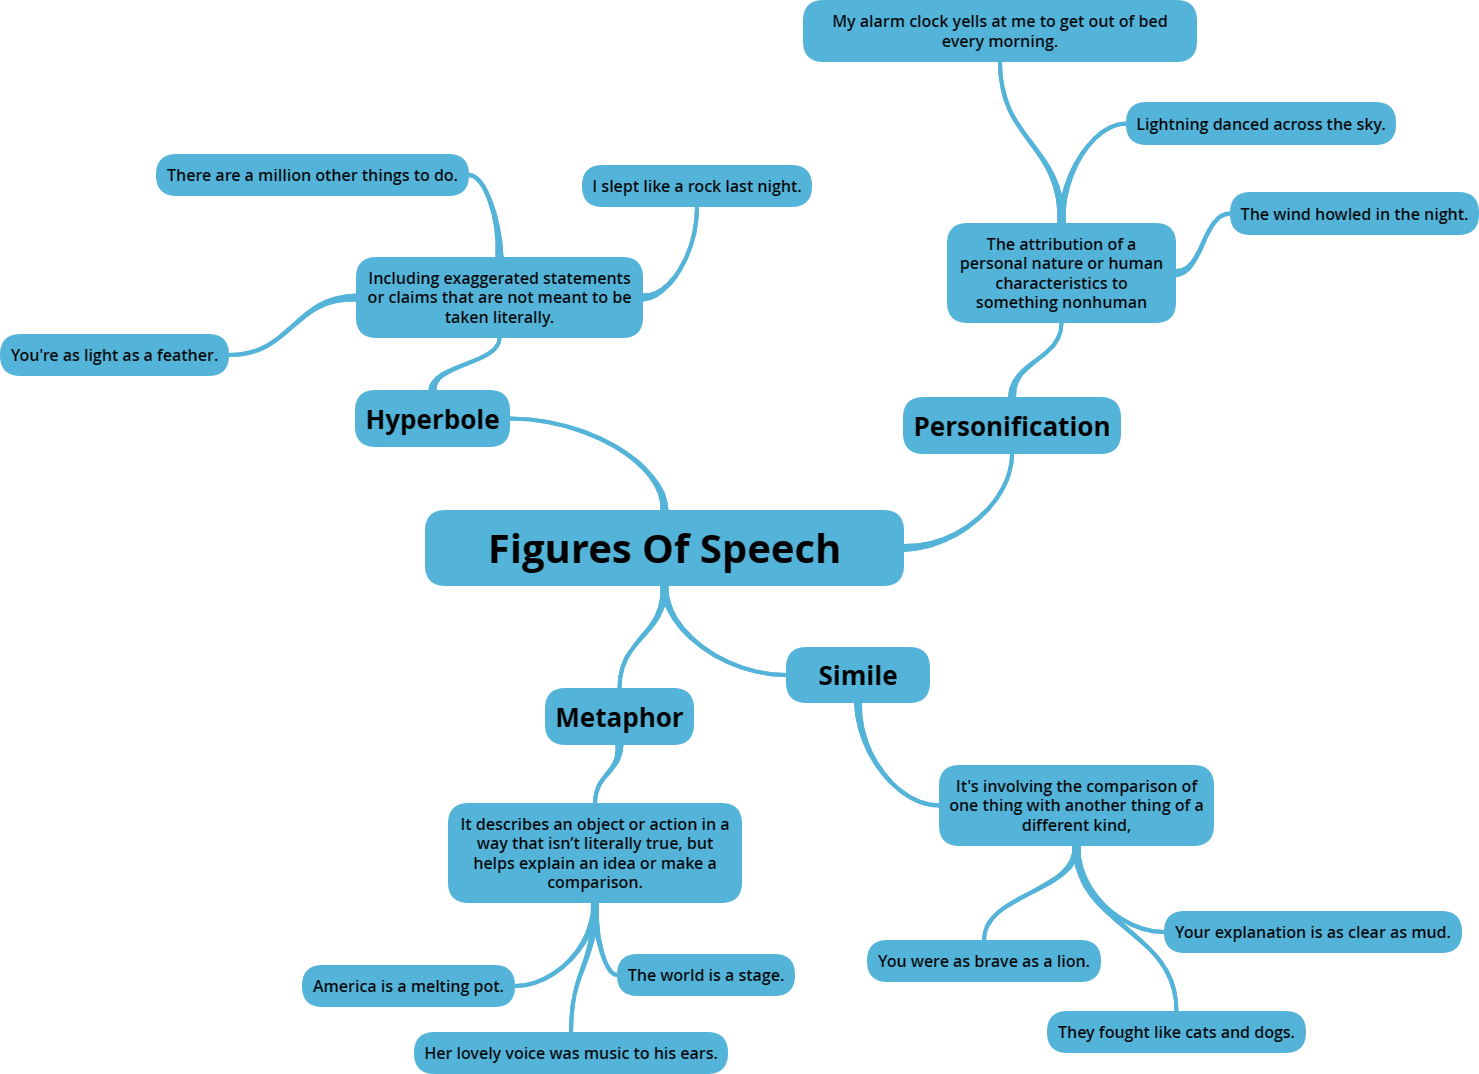 My alarm clock yells at me to get out of bed
every morning.
Lightning danced across the sky.
There are a million other things to do.
I slept like a rock last night.
The wind howled in the night.
The attribution of a
personal nature or human
characteristics to
something nonhuman
Including exaggerated statements
or claims that are not meant to be
taken literally.
You're as light as a feather.
Hyperbole
Personification
Figures Of Speech
Simile
Metaphor
It's involving the comparison of
one thing with another thing of a
different kind,
It describes an object or action in a
way that isn’t literally true, but
helps explain an idea or make a
comparison.
Your explanation is as clear as mud.
You were as brave as a lion.
The world is a stage.
America is a melting pot.
They fought like cats and dogs.
Her lovely voice was music to his ears.